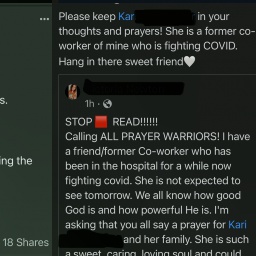 Please keep Kar in your
thoughts and prayers! She is a former co-
worker of mine who is fighting COVID.
Hang in there sweet friend🤍
s.
ing the
18 Shares
1h ·
STOP 🛑 READ!!!!!!
Calling ALL PRAYER WARRIORS! I have
a friend/former Co-worker who has
been in the hospital for a while now
fighting covid. She is not expected to
see tomorrow. We all know how good
God is and how powerful He is. I'm
asking that you all say a prayer for Kari
and her family. She is such
a sweet, caring, loving soul and could